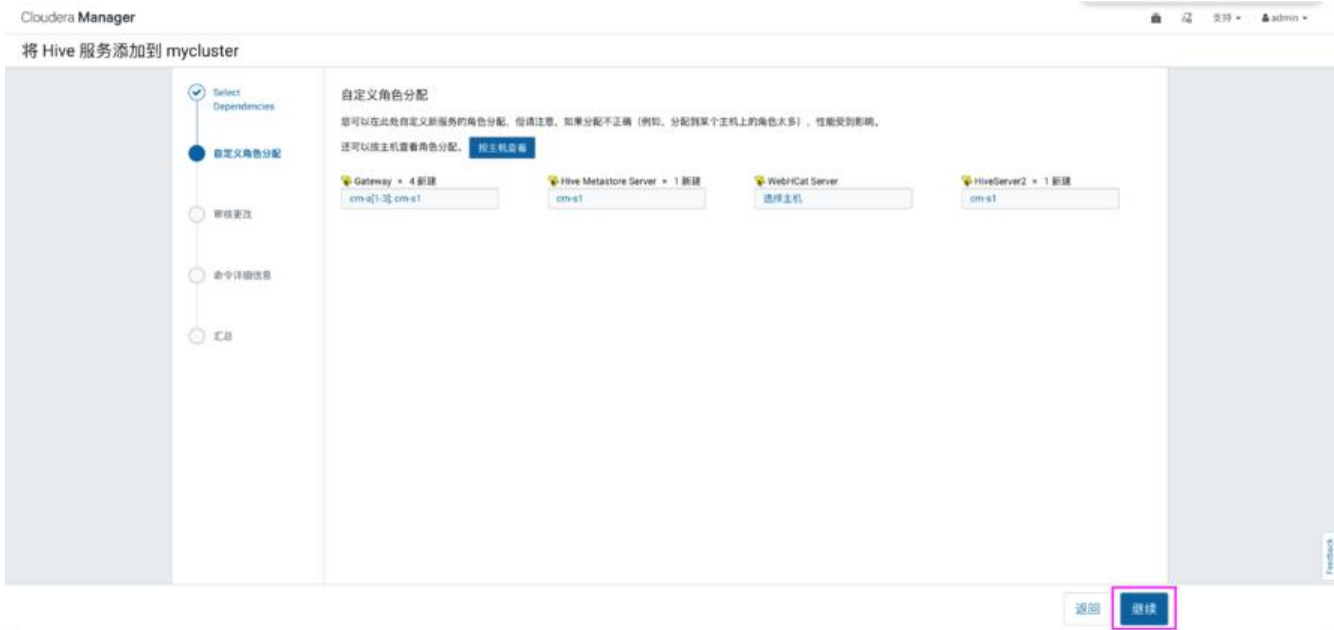 Cloudera Manager
支持 admin
将 Hive 服务添加到 mycluster
Select
Dependencies
自定义角色分配
审核更改
命令详细信息
汇总
自定义角色分配
您可以在此处自定义新服务的角色分配，但请注意，如果分配不正确（例如，分配到某个主机上的角色太多），性能受到影响。
还可以按主机查看角色分配。 按主机查看
Gateway × 4 新建
cm-a[1-3]; cm-s1
Hive Metastore Server × 1 新建
cm-s1
WebHCat Server
选择主机
HiveServer2 × 1 新建
cm-s1
Feedback
返回 继续